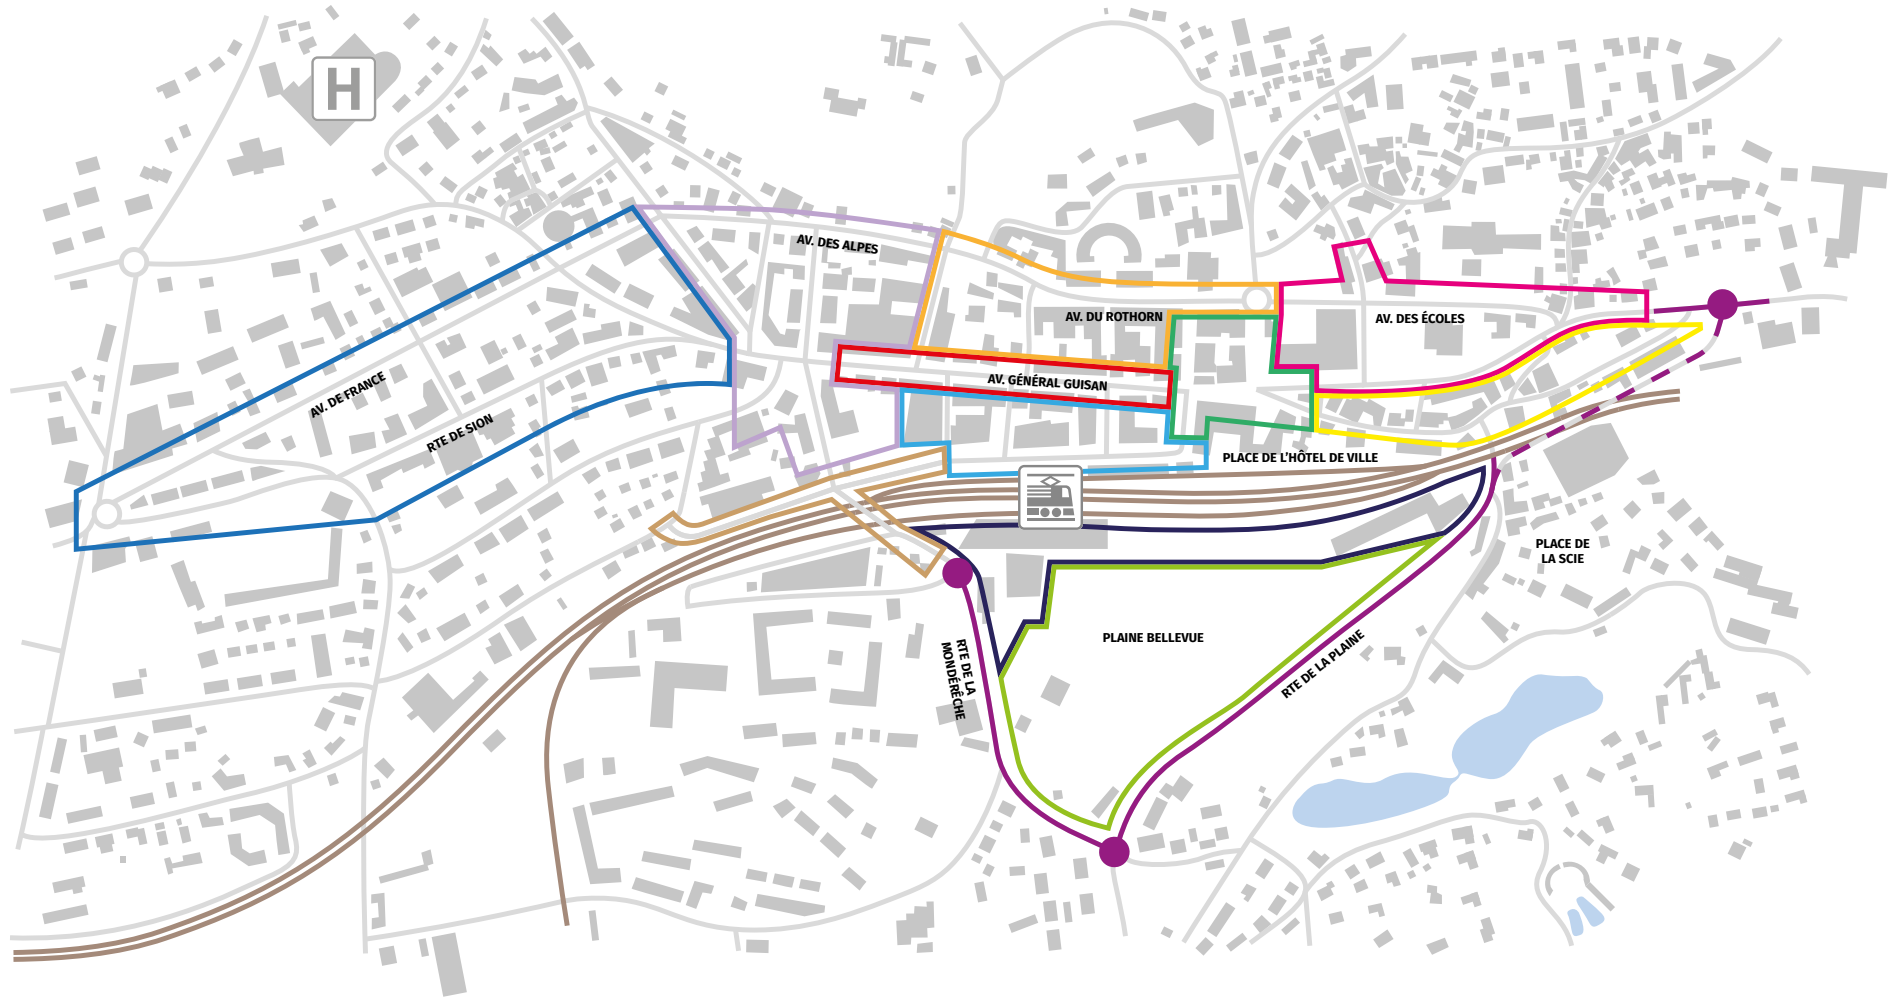 H
AV. DES ALPES
AV. DU ROTHORN
AV. DES ÉCOLES
AV. DE FRANCE
AV. GÉNÉRAL GUISAN
RTE DE SION
PLACE DE L'HÔTEL DE VILLE
PLACE DE
LA SCIE
PLAINE BELLEVUE
RTE DE LA
MONDÉRÈCHE
RTE DE LA PLAINE